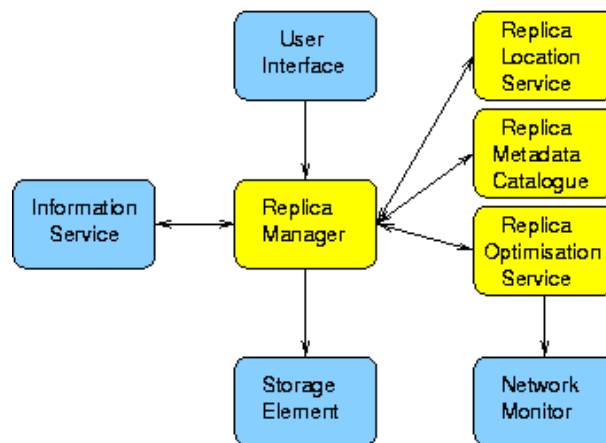 User
Interface
Replica
Location
Service
Replica
Metadata
Catalogue
Information
Service
Replica
Manager
Replica
Optimisation
Service
Storage
Element
Network
Monitor